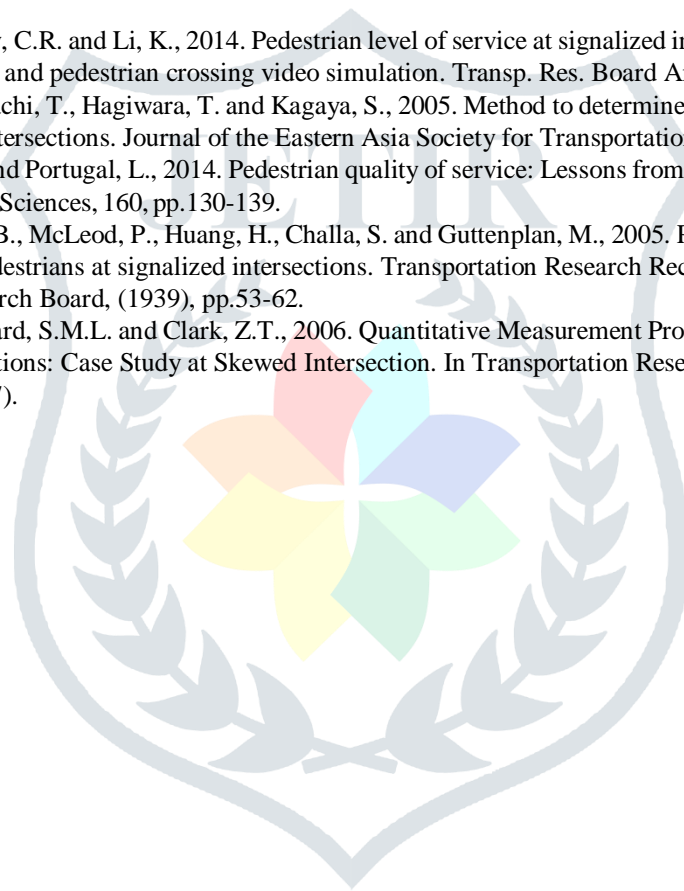 , C.R. and Li, K., 2014. Pedestrian level of service at signalized in
and pedestrian crossing video simulation. Transp. Res. Board A
chi, T., Hagiwara, T. and Kagaya, S., 2005. Method to determine
tersections. Journal of the Eastern Asia Society for Transportation
nd Portugal, L., 2014. Pedestrian quality of service: Lessons from
Sciences, 160, pp.130-139.
B., McLeod, P., Huang, H., Challa, S. and Guttenplan, M., 2005. P
destrians at signalized intersections. Transportation Research Rec
rch Board, (1939), pp.53-62.
JETIR
ard, S.M.L. and Clark, Z.T., 2006. Quantitative Measurement Pro
tions: Case Study at Skewed Intersection. In Transportation Rese
).